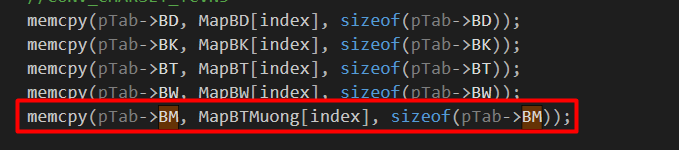 //CONV_CHARSET_TCVN3
memcpy(pTab->BD, MapBD[index], sizeof(pTab->BD));
memcpy(pTab->BK, MapBK[index], sizeof(pTab->BK));
memcpy(pTab->BT, MapBT[index], sizeof(pTab->BT));
memcpy(pTab->BW, MapBW[index], sizeof(pTab->BW));
memcpy(pTab->BM, MapBTMuong[index], sizeof(pTab->BM));